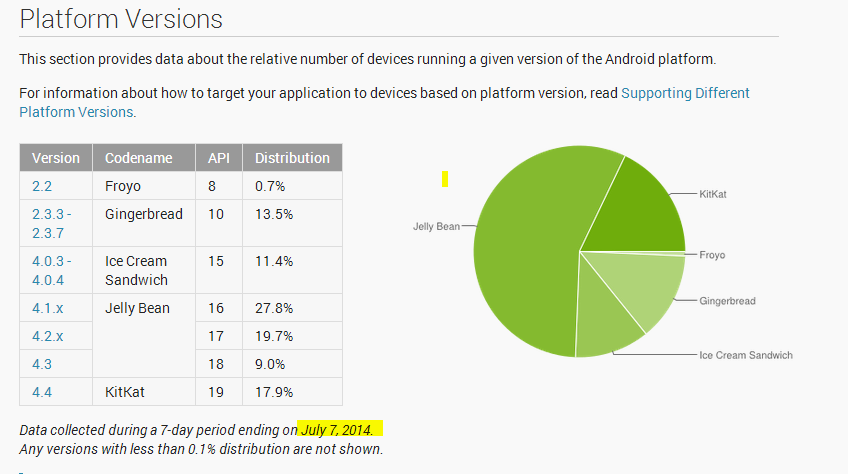 Platform Versions
This section provides data about the relative number of devices running a given version of the Android platform.
For information about how to target your application to devices based on platform version, read Supporting Different
Platform Versions.
Version Codename API Distribution
2.2 Froyo 8 0.7%
2.3.3 - Gingerbread 10 13.5%
2.3.7
4.0.3 - Ice Cream 15 11.4%
4.0.4 Sandwich
4.1.x Jelly Bean 16 27.8%
4.2.x 17 19.7%
4.3 18 9.0%
4.4 KitKat 19 17.9%
KitKat
Jelly Bean
Froyo
Gingerbread
Ice Cream Sandwich
Data collected during a 7-day period ending on July 7, 2014.
Any versions with less than 0.1% distribution are not shown.